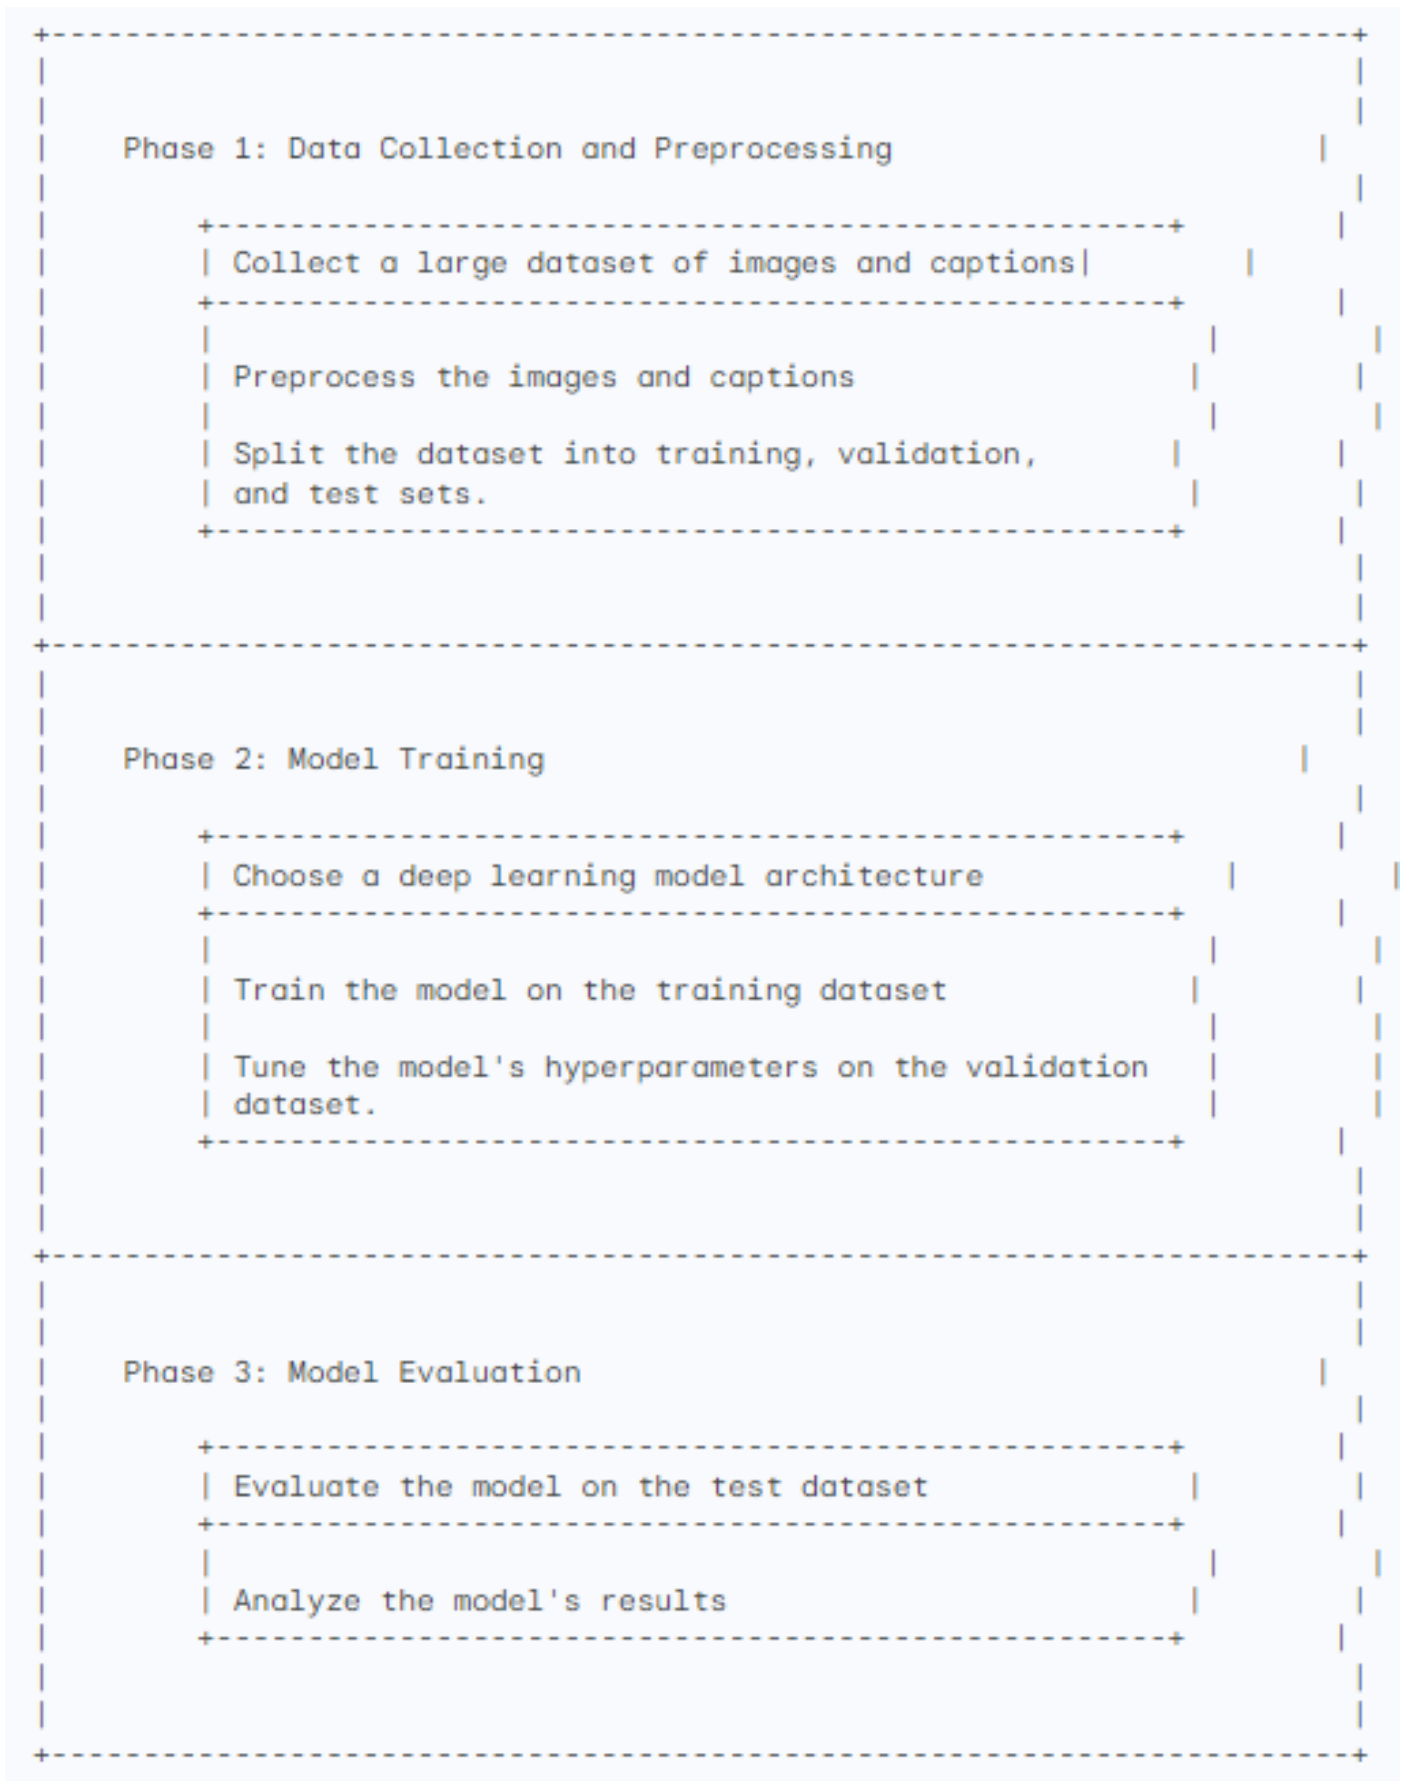 Phase 1: Data Collection and Preprocessing
Collect a large dataset of images and captions
Preprocess the images and captions
Split the dataset into training, validation,
and test sets.
Phase 2: Model Training
Choose a deep learning model architecture
Train the model on the training dataset
Tune the model's hyperparameters on the validation
dataset.
Phase 3: Model Evaluation
Evaluate the model on the test dataset
Analyze the model's results